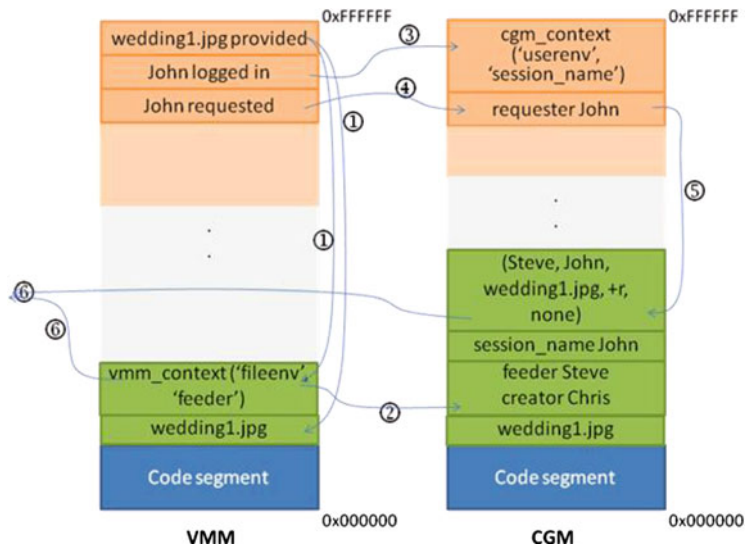 0xFFFFFF
wedding1.jpg provided
John logged in
John requested
①
①
.
.
⑥
⑥
vmm_context (‘fileenv’
‘feeder’)
②
wedding1.jpg
Code segment
0x000000
VMM
0xFFFFFF
③
cgm_context
(‘userenv’,
‘session_name’)
④
requester John
⑤
.
.
(Steve, John,
wedding1.jpg, +r,
none)
session_name John
feeder Steve
creator Chris
wedding1.jpg
Code segment
0x000000
CGM